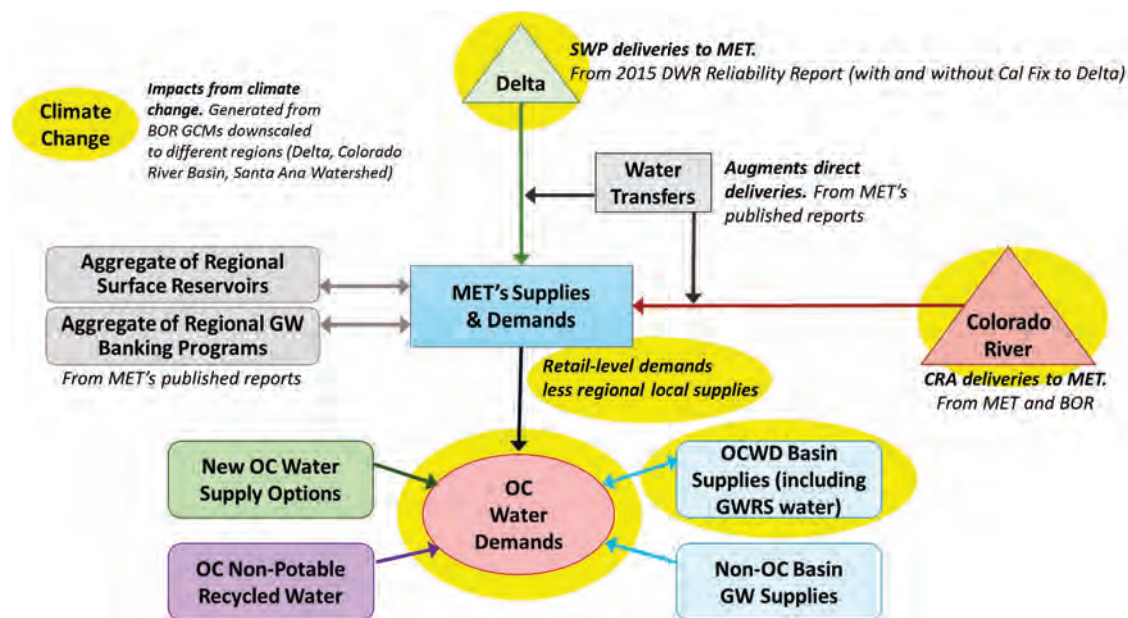 SWP deliveries to MET.
From 2015 DWR Reliability Report (with and without Cal Fix to Delta)
Delta
Climate
Change
Impacts from climate
change. Generated from
BOR GCMs downscaled
to different regions (Delta, Colorado
River Basin, Santa Ana Watershed)
Water
Transfers
Augments direct
deliveries. From MET's
published reports
Aggregate of Regional
Surface Reservoirs
Aggregate of Regional GW
Banking Programs
From MET's published reports
MET's Supplies
& Demands
Colorado
River
CRA deliveries to MET.
From MET and BOR
Retail-level demands
less regional local supplies
New OC Water
Supply Options
OC
Water
Demands
OCWD Basin
Supplies (including
GWRS water)
OC Non-Potable
Recycled Water
Non-OC Basin
GW Supplies